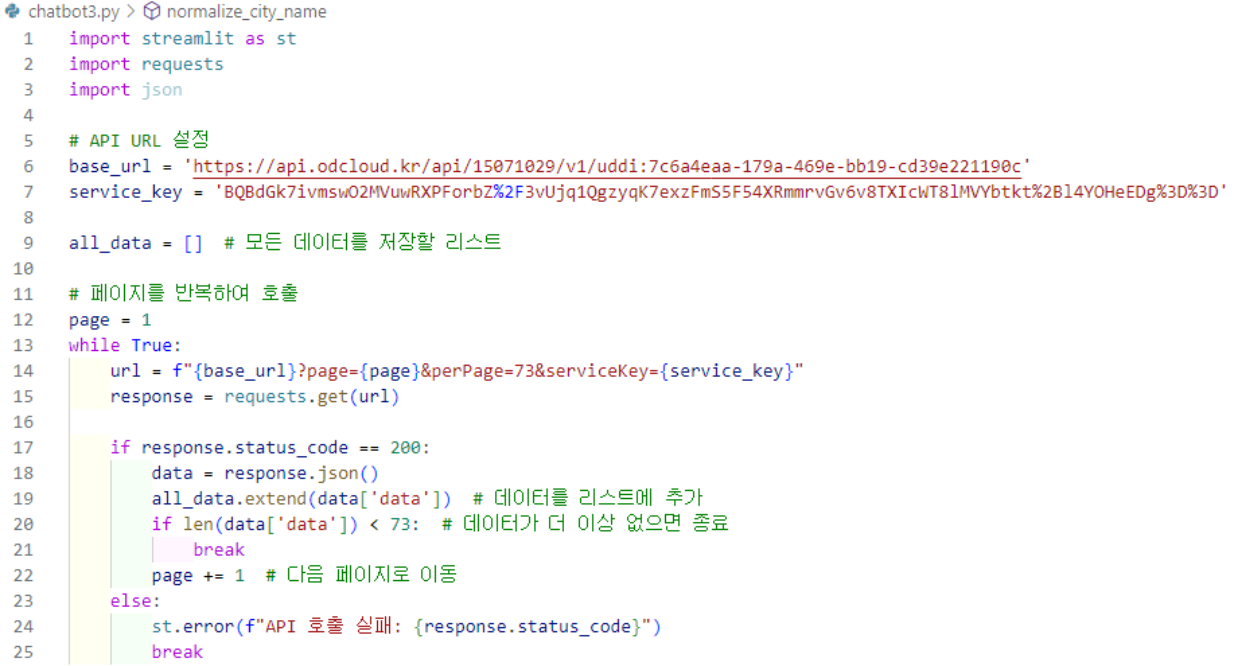 chatbot3.py > normalize_city_name
1 import streamlit as st
2 import requests
3 import json
4
5 # API URL 설정
6 base_url = 'https://api.odcloud.kr/api/15071029/v1/uddi:7c6a4eaa-179a-469e-bb19-cd39e221190c'
7 service_key = 'BQBdGk7ivmswO2MVuwRXPForbZ%2F3vUjq1QgzyqK7exzFmS5F54XRmmrvGv6v8TXIcWT8lMVYbtkt%2Bl4YOHeEDg%3D%3D'
8
9 all_data = [] # 모든 데이터를 저장할 리스트
10
11 # 페이지를 반복하여 호출
12 page = 1
13 while True:
14     url = f"{base_url}?page={page}&perPage=73&serviceKey={service_key}"
15     response = requests.get(url)
16
17     if response.status_code == 200:
18         data = response.json()
19         all_data.extend(data['data']) # 데이터를 리스트에 추가
20         if len(data['data']) < 73: # 데이터가 더 이상 없으면 종료
21             break
22         page += 1 # 다음 페이지로 이동
23     else:
24         st.error(f"API 호출 실패: {response.status_code}")
25         break